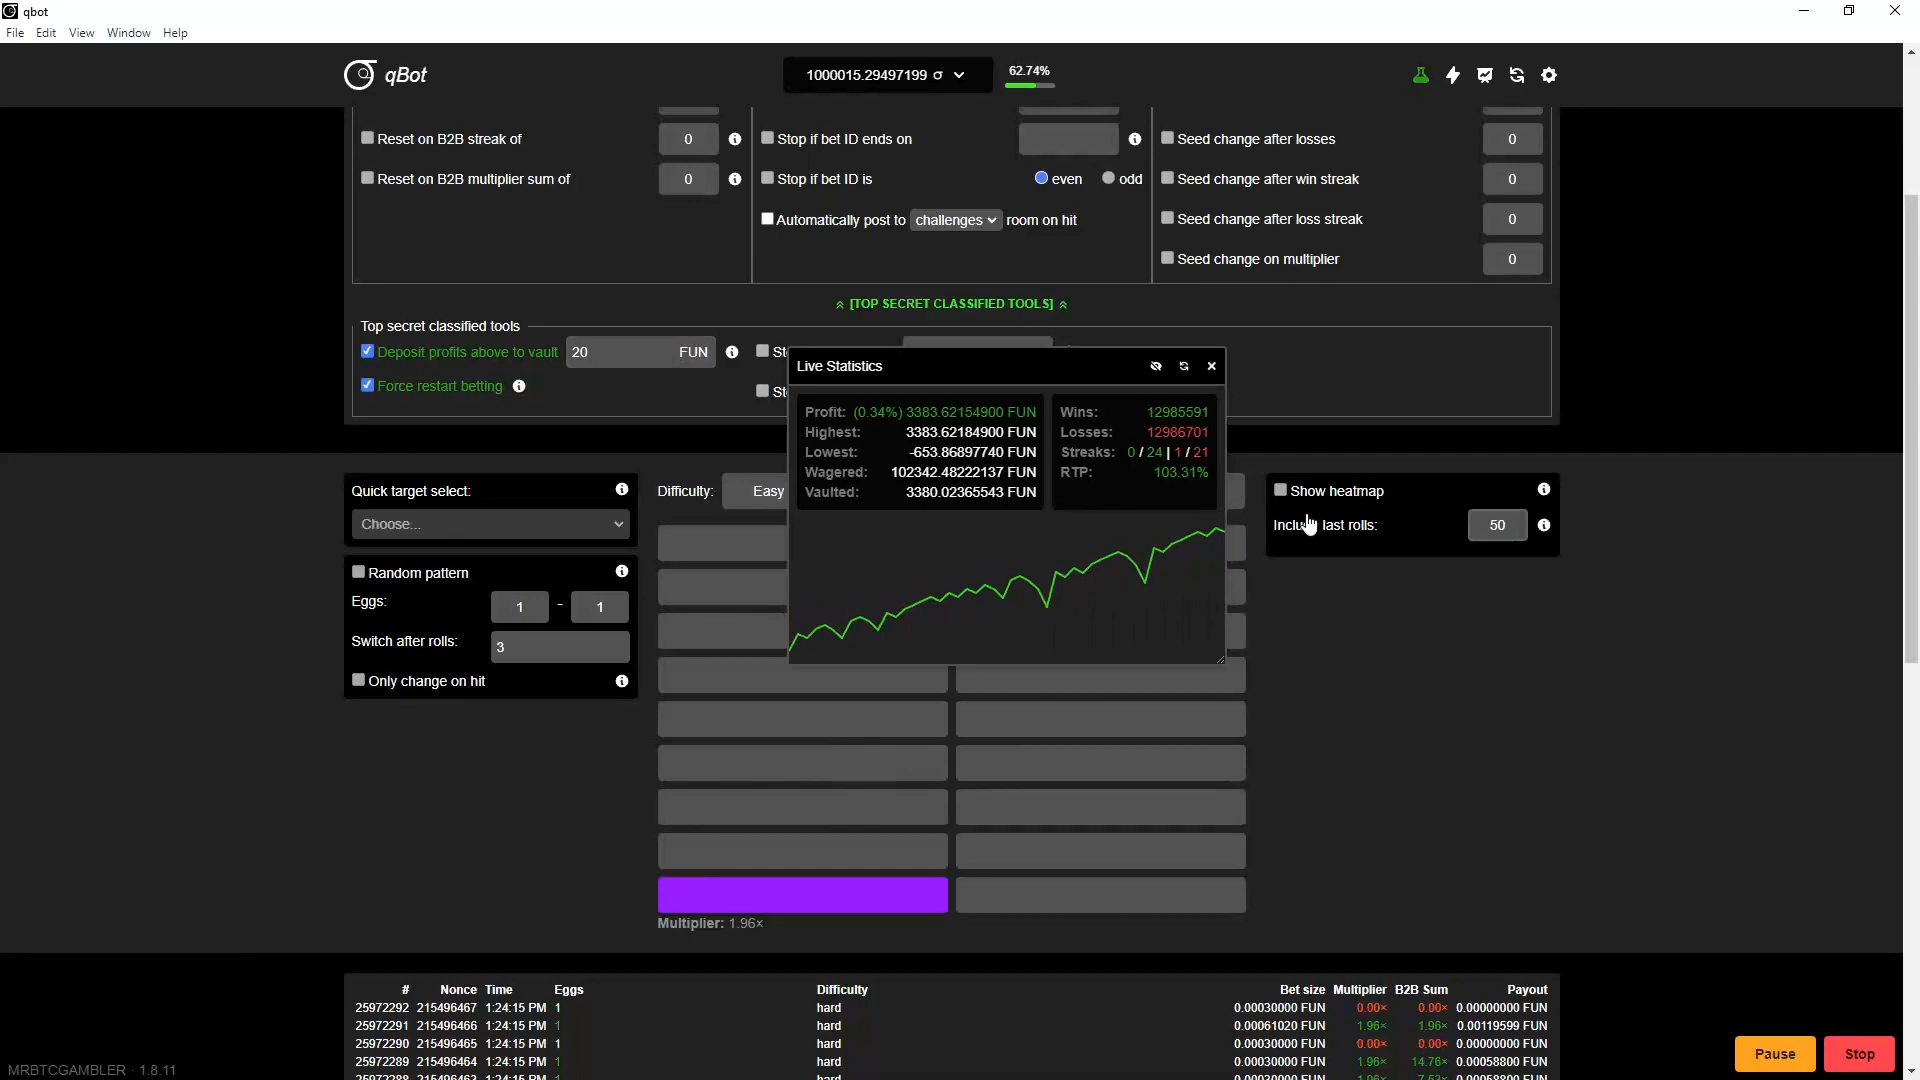 qbot
File Edit View Window Help
qBot
1000015.29497199 σ
62.74%
Reset on B2B streak of 0
Reset on B2B multiplier sum of 0
Stop if bet ID ends on
Stop if bet ID is even odd
Automatically post to challenges room on hit
Seed change after losses 0
Seed change after win streak 0
Seed change after loss streak 0
Seed change on multiplier 0
[TOP SECRET CLASSIFIED TOOLS]
Top secret classified tools
Deposit profits above to vault 20 FUN
Force restart betting
Live Statistics
Profit: (0.34%) 3383.62154900 FUN
Highest: 3383.62184900 FUN
Lowest: -653.86897740 FUN
Wagered: 102342.48222137 FUN
Vaulted: 3380.02365543 FUN
Wins: 12985591
Losses: 12986701
Streaks: 0 / 24 | 1 / 21
RTP: 103.31%
Quick target select:
Choose...
Random pattern
Eggs: 1 - 1
Switch after rolls: 3
Only change on hit
Difficulty: Easy
Show heatmap
last rolls: 50
Multiplier: 1.96×
# Nonce Time Eggs Difficulty Bet size Multiplier B2B Sum Payout
25972292 215496467 1:24:15 PM 1 hard 0.00030000 FUN 0.00× 0.00× 0.00000000 FUN
25972291 215496466 1:24:15 PM 1 hard 0.00061020 FUN 1.96× 1.96× 0.00119599 FUN
25972290 215496465 1:24:15 PM 1 hard 0.00030000 FUN 0.00× 0.00× 0.00000000 FUN
25972289 215496464 1:24:15 PM 1 hard 0.00030000 FUN 1.96× 14.76× 0.00058800 FUN
Pause Stop
MRBTCGAMBLER · 1.8.11